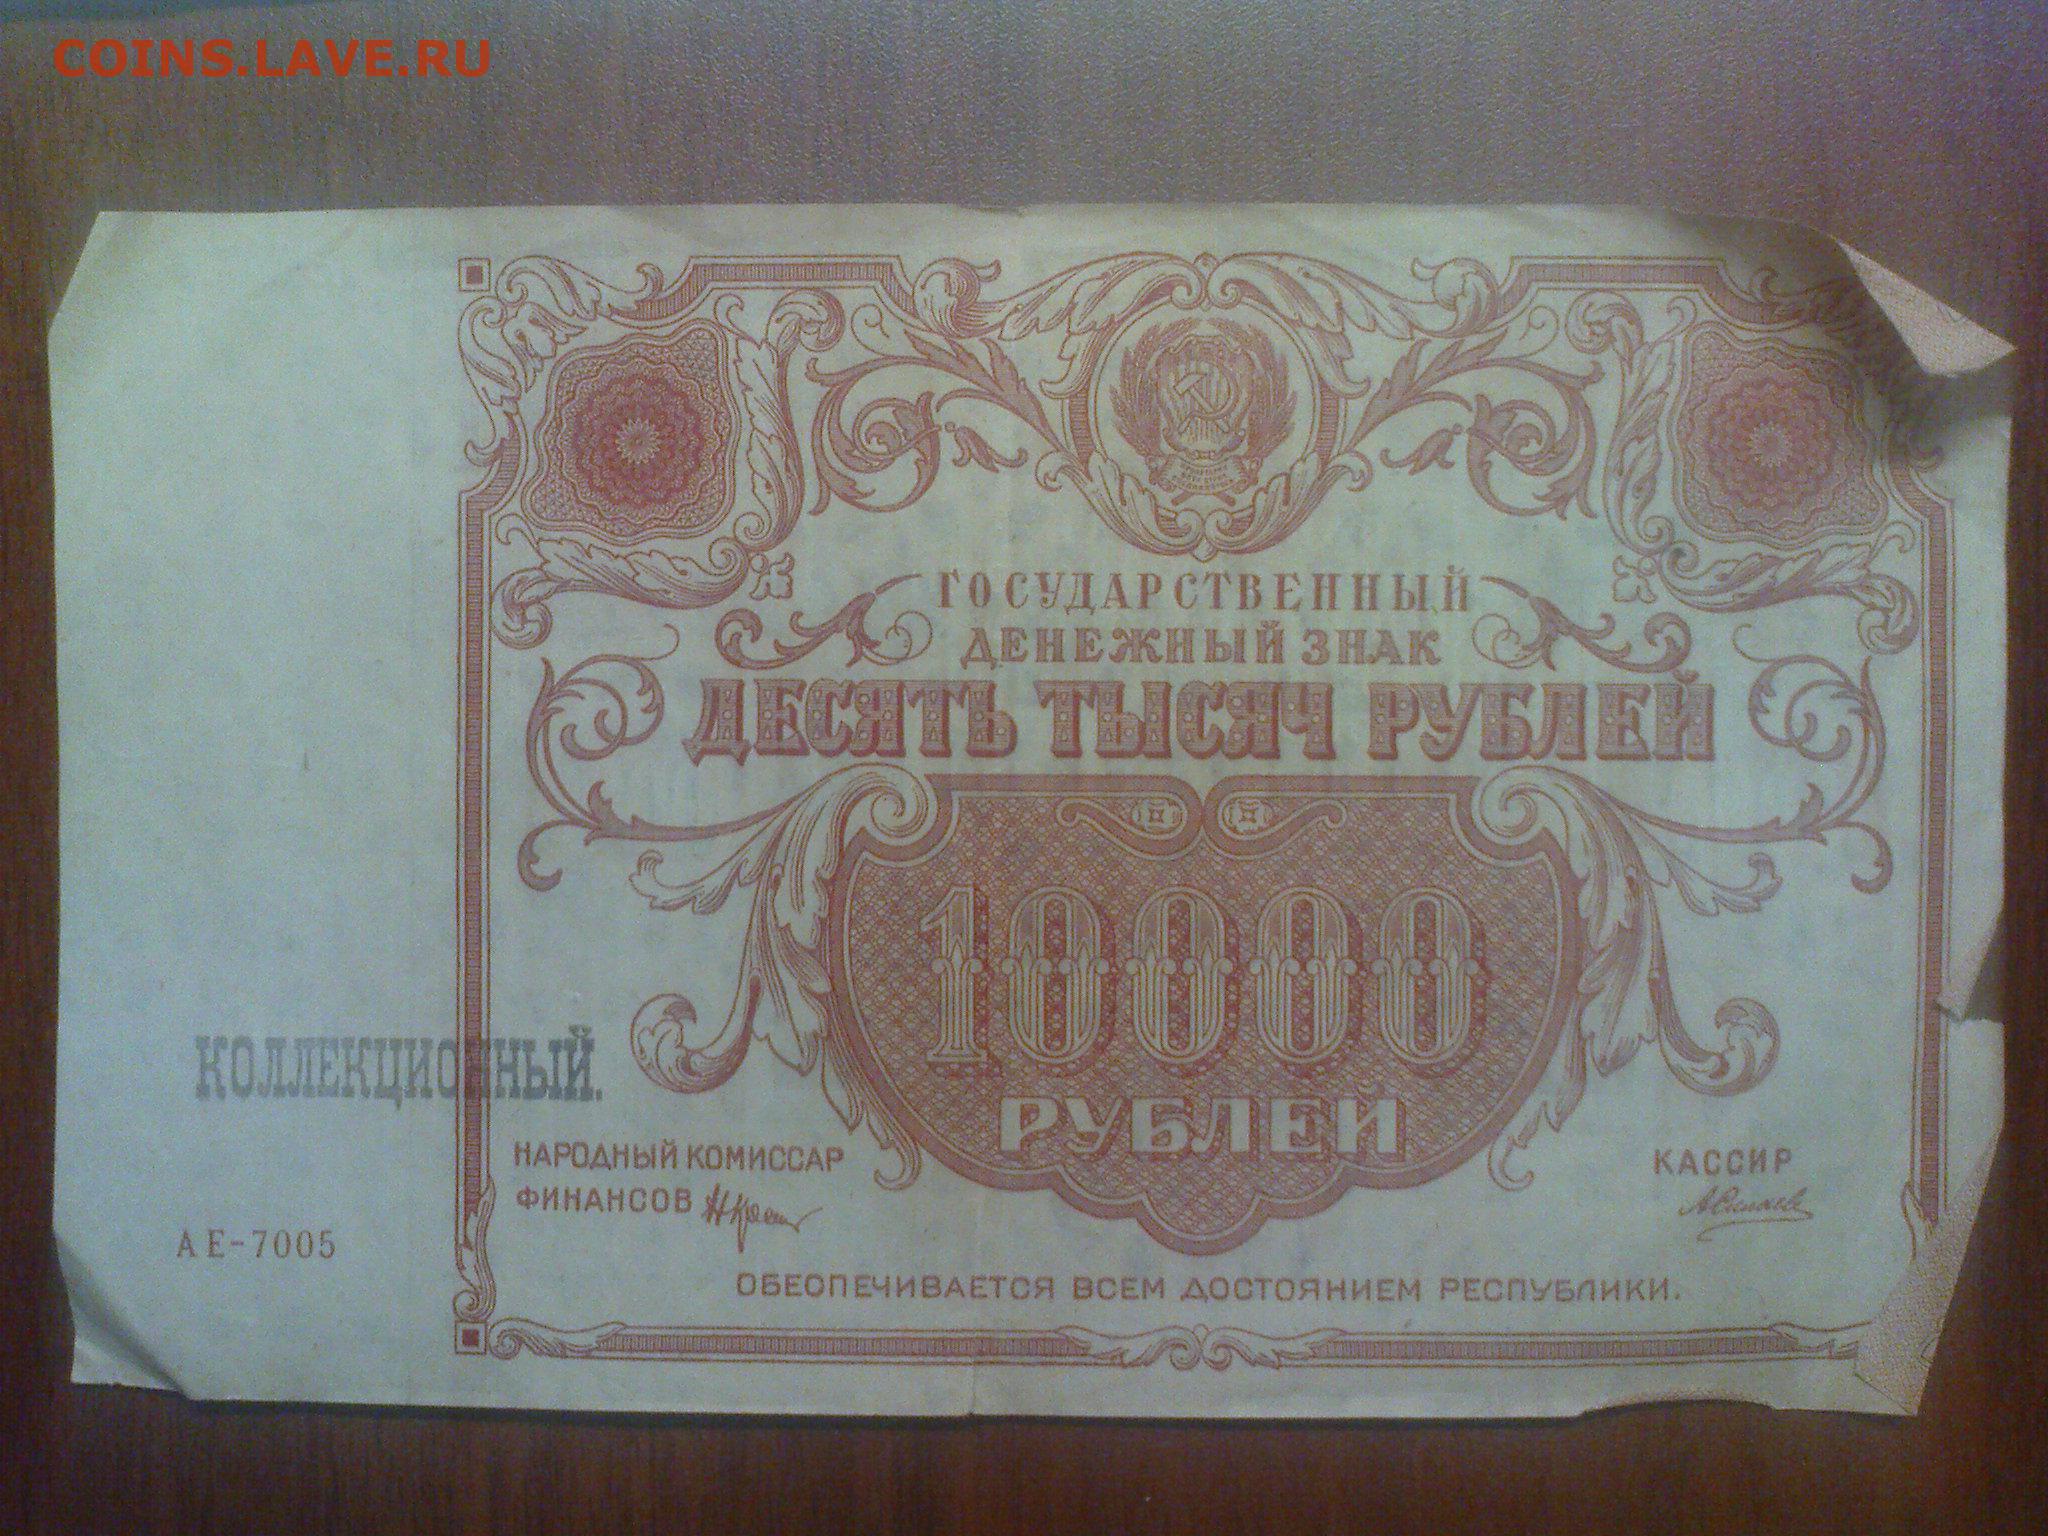 COINS.LAVE.RU
ГОСУДАРСТВЕННЫЙ
ДЕНЕЖНЫЙ ЗНАК
ДЕСЯТЬ ТЫСЯЧ РУБЛЕЙ
10000
РУБЛЕЙ
КОЛЛЕКЦИОННЫЙ.
НАРОДНЫЙ КОМИССАР
ФИНАНСОВ
КАССИР
АЕ-7005
ОБЕСПЕЧИВАЕТСЯ ВСЕМ ДОСТОЯНИЕМ РЕСПУБЛИКИ.